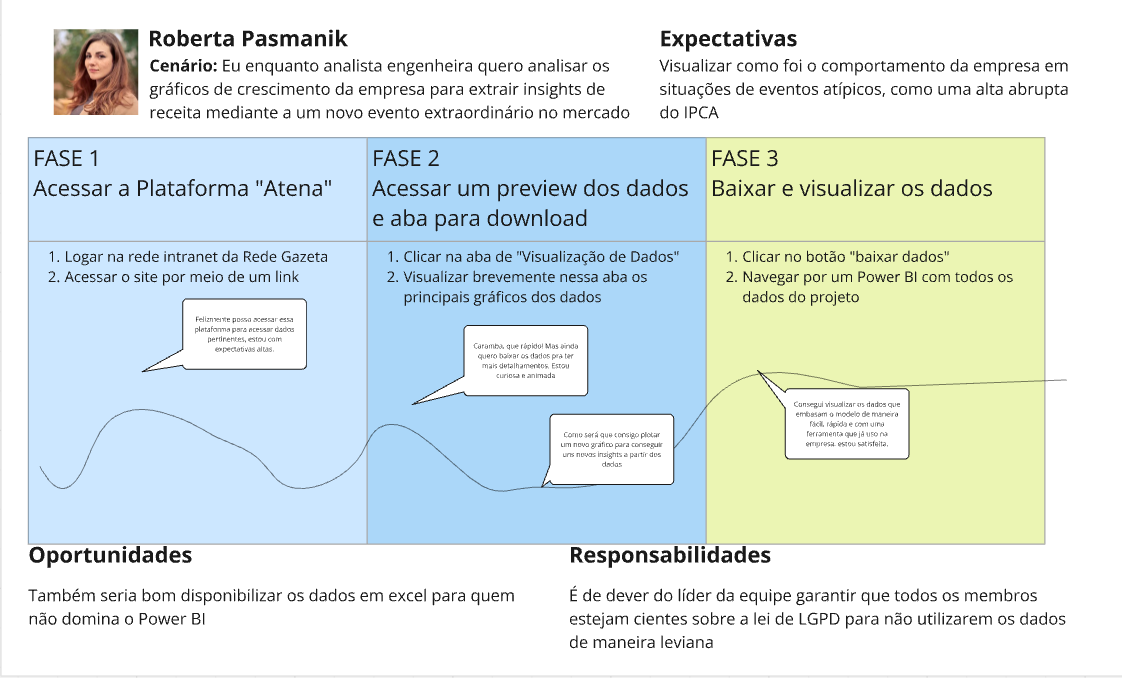 Roberta Pasmanik
Cenário: Eu enquanto analista engenheira quero analisar os
gráficos de crescimento da empresa para extrair insights de
receita mediante a um novo evento extraordinário no mercado
Expectativas
Visualizar como foi o comportamento da empresa em
situações de eventos atípicos, como uma alta abrupta
do IPCA
FASE 1
Acessar a Plataforma "Atena"
1. Logar na rede intranet da Rede Gazeta
2. Acessar o site por meio de um link
Felizmente posso acessar essa
plataforma para acessar dados
pertinentes, estou com
expectativas altas.
FASE 2
Acessar um preview dos dados
e aba para download
1. Clicar na aba de "Visualização de Dados"
2. Visualizar brevemente nessa aba os
principais gráficos dos dados
Caramba, que rápido! Mas ainda
quero baixar os dados pra ter
mais detalhamentos. Estou
curiosa e animada
Como será que consigo plotar
um novo gráfico para conseguir
uns novos insights a partir dos
dados
FASE 3
Baixar e visualizar os dados
1. Clicar no botão "baixar dados"
2. Navegar por um Power BI com todos os
dados do projeto
Consegui visualizar os dados que
embasam o modelo de maneira
fácil, rápida e com uma
ferramenta que já uso na
empresa. estou satisfeita.
Oportunidades
Também seria bom disponibilizar os dados em excel para quem
não domina o Power BI
Responsabilidades
É de dever do líder da equipe garantir que todos os membros
estejam cientes sobre a lei de LGPD para não utilizarem os dados
de maneira leviana